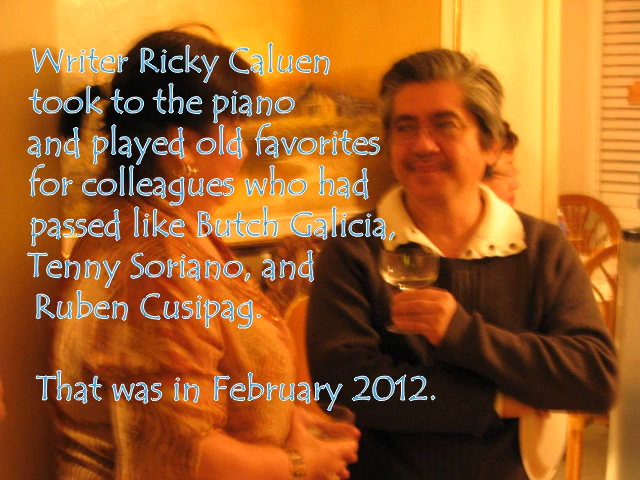 Writer Ricky Caluen
took to the piano
and played old favorites
for colleagues who had
passed like Butch Galicia,
Tenny Soriano, and
Ruben Cusipag.
That was in February 2012.